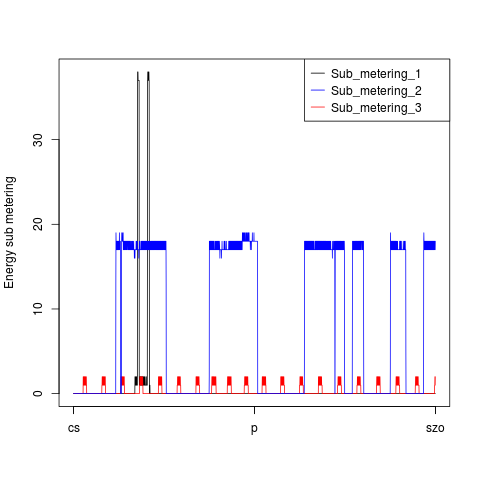 Sub_metering_1
Sub_metering_2
Sub_metering_3
Energy sub metering
30
20
10
0
cs
p
szo